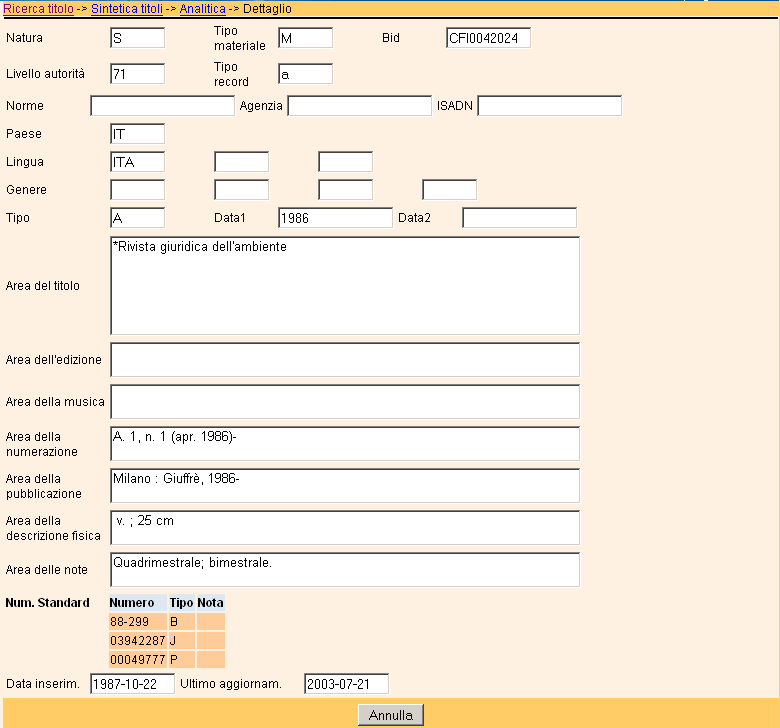 Ricerca titolo -> Sintetica titoli -> Analitica -> Dettaglio
Natura S Tipo materiale M Bid CFI0042024
Livello autorità 71 Tipo record a
Norme Agenzia ISADN
Paese IT
Lingua ITA
Genere
Tipo A Data1 1986 Data2
Area del titolo *Rivista giuridica dell'ambiente
Area dell'edizione
Area della musica
Area della numerazione A. 1, n. 1 (apr. 1986)-
Area della pubblicazione Milano : Giuffrè, 1986-
Area della descrizione fisica v. ; 25 cm
Area delle note Quadrimestrale; bimestrale.
Num. Standard Numero Tipo Nota
88-299 B
03942287 J
00049777 P
Data inserim. 1987-10-22 Ultimo aggiornam. 2003-07-21
Annulla